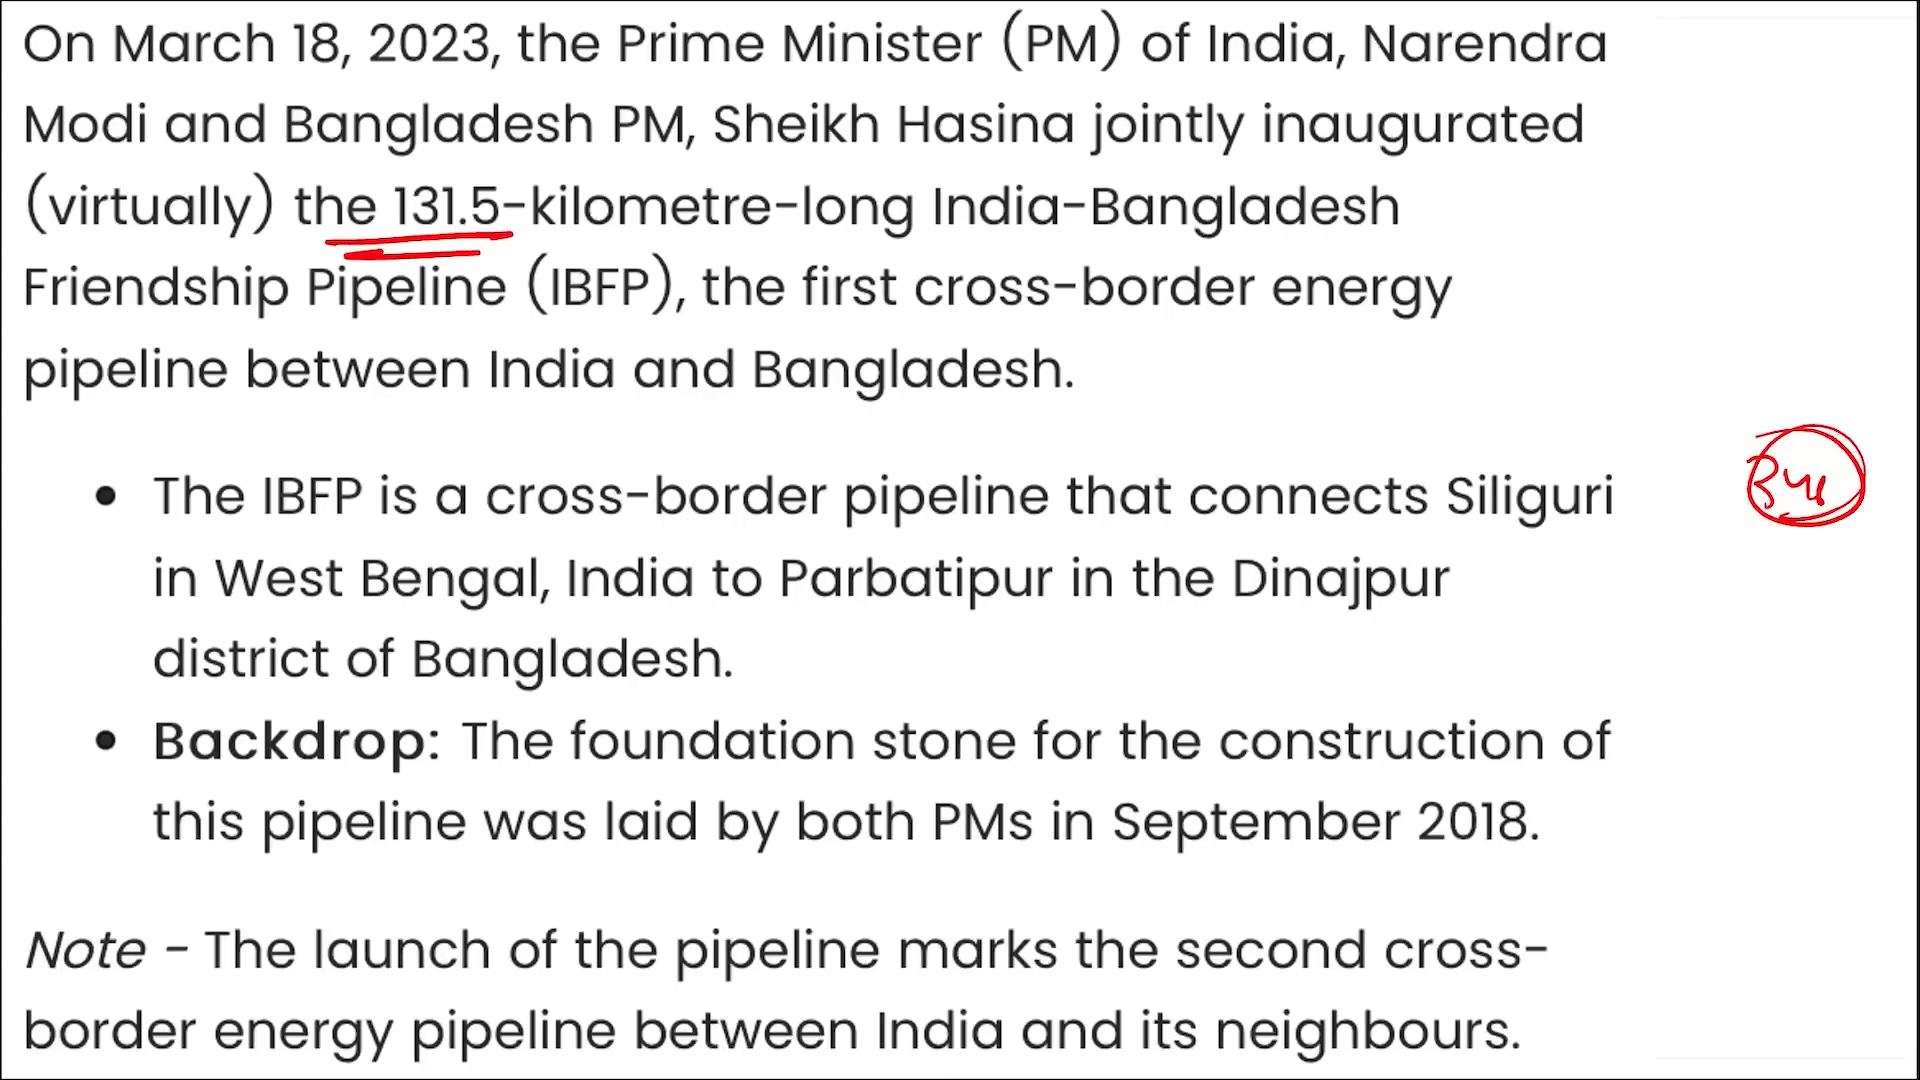 On March 18, 2023, the Prime Minister (PM) of India, Narendra
Modi and Bangladesh PM, Sheikh Hasina jointly inaugurated
(virtually) the 131.5-kilometre-long India-Bangladesh
Friendship Pipeline (IBFP), the first cross-border energy
pipeline between India and Bangladesh.
• The IBFP is a cross-border pipeline that connects Siliguri
in West Bengal, India to Parbatipur in the Dinajpur
district of Bangladesh.
• Backdrop: The foundation stone for the construction of
this pipeline was laid by both PMs in September 2018.
Note - The launch of the pipeline marks the second cross-
border energy pipeline between India and its neighbours.